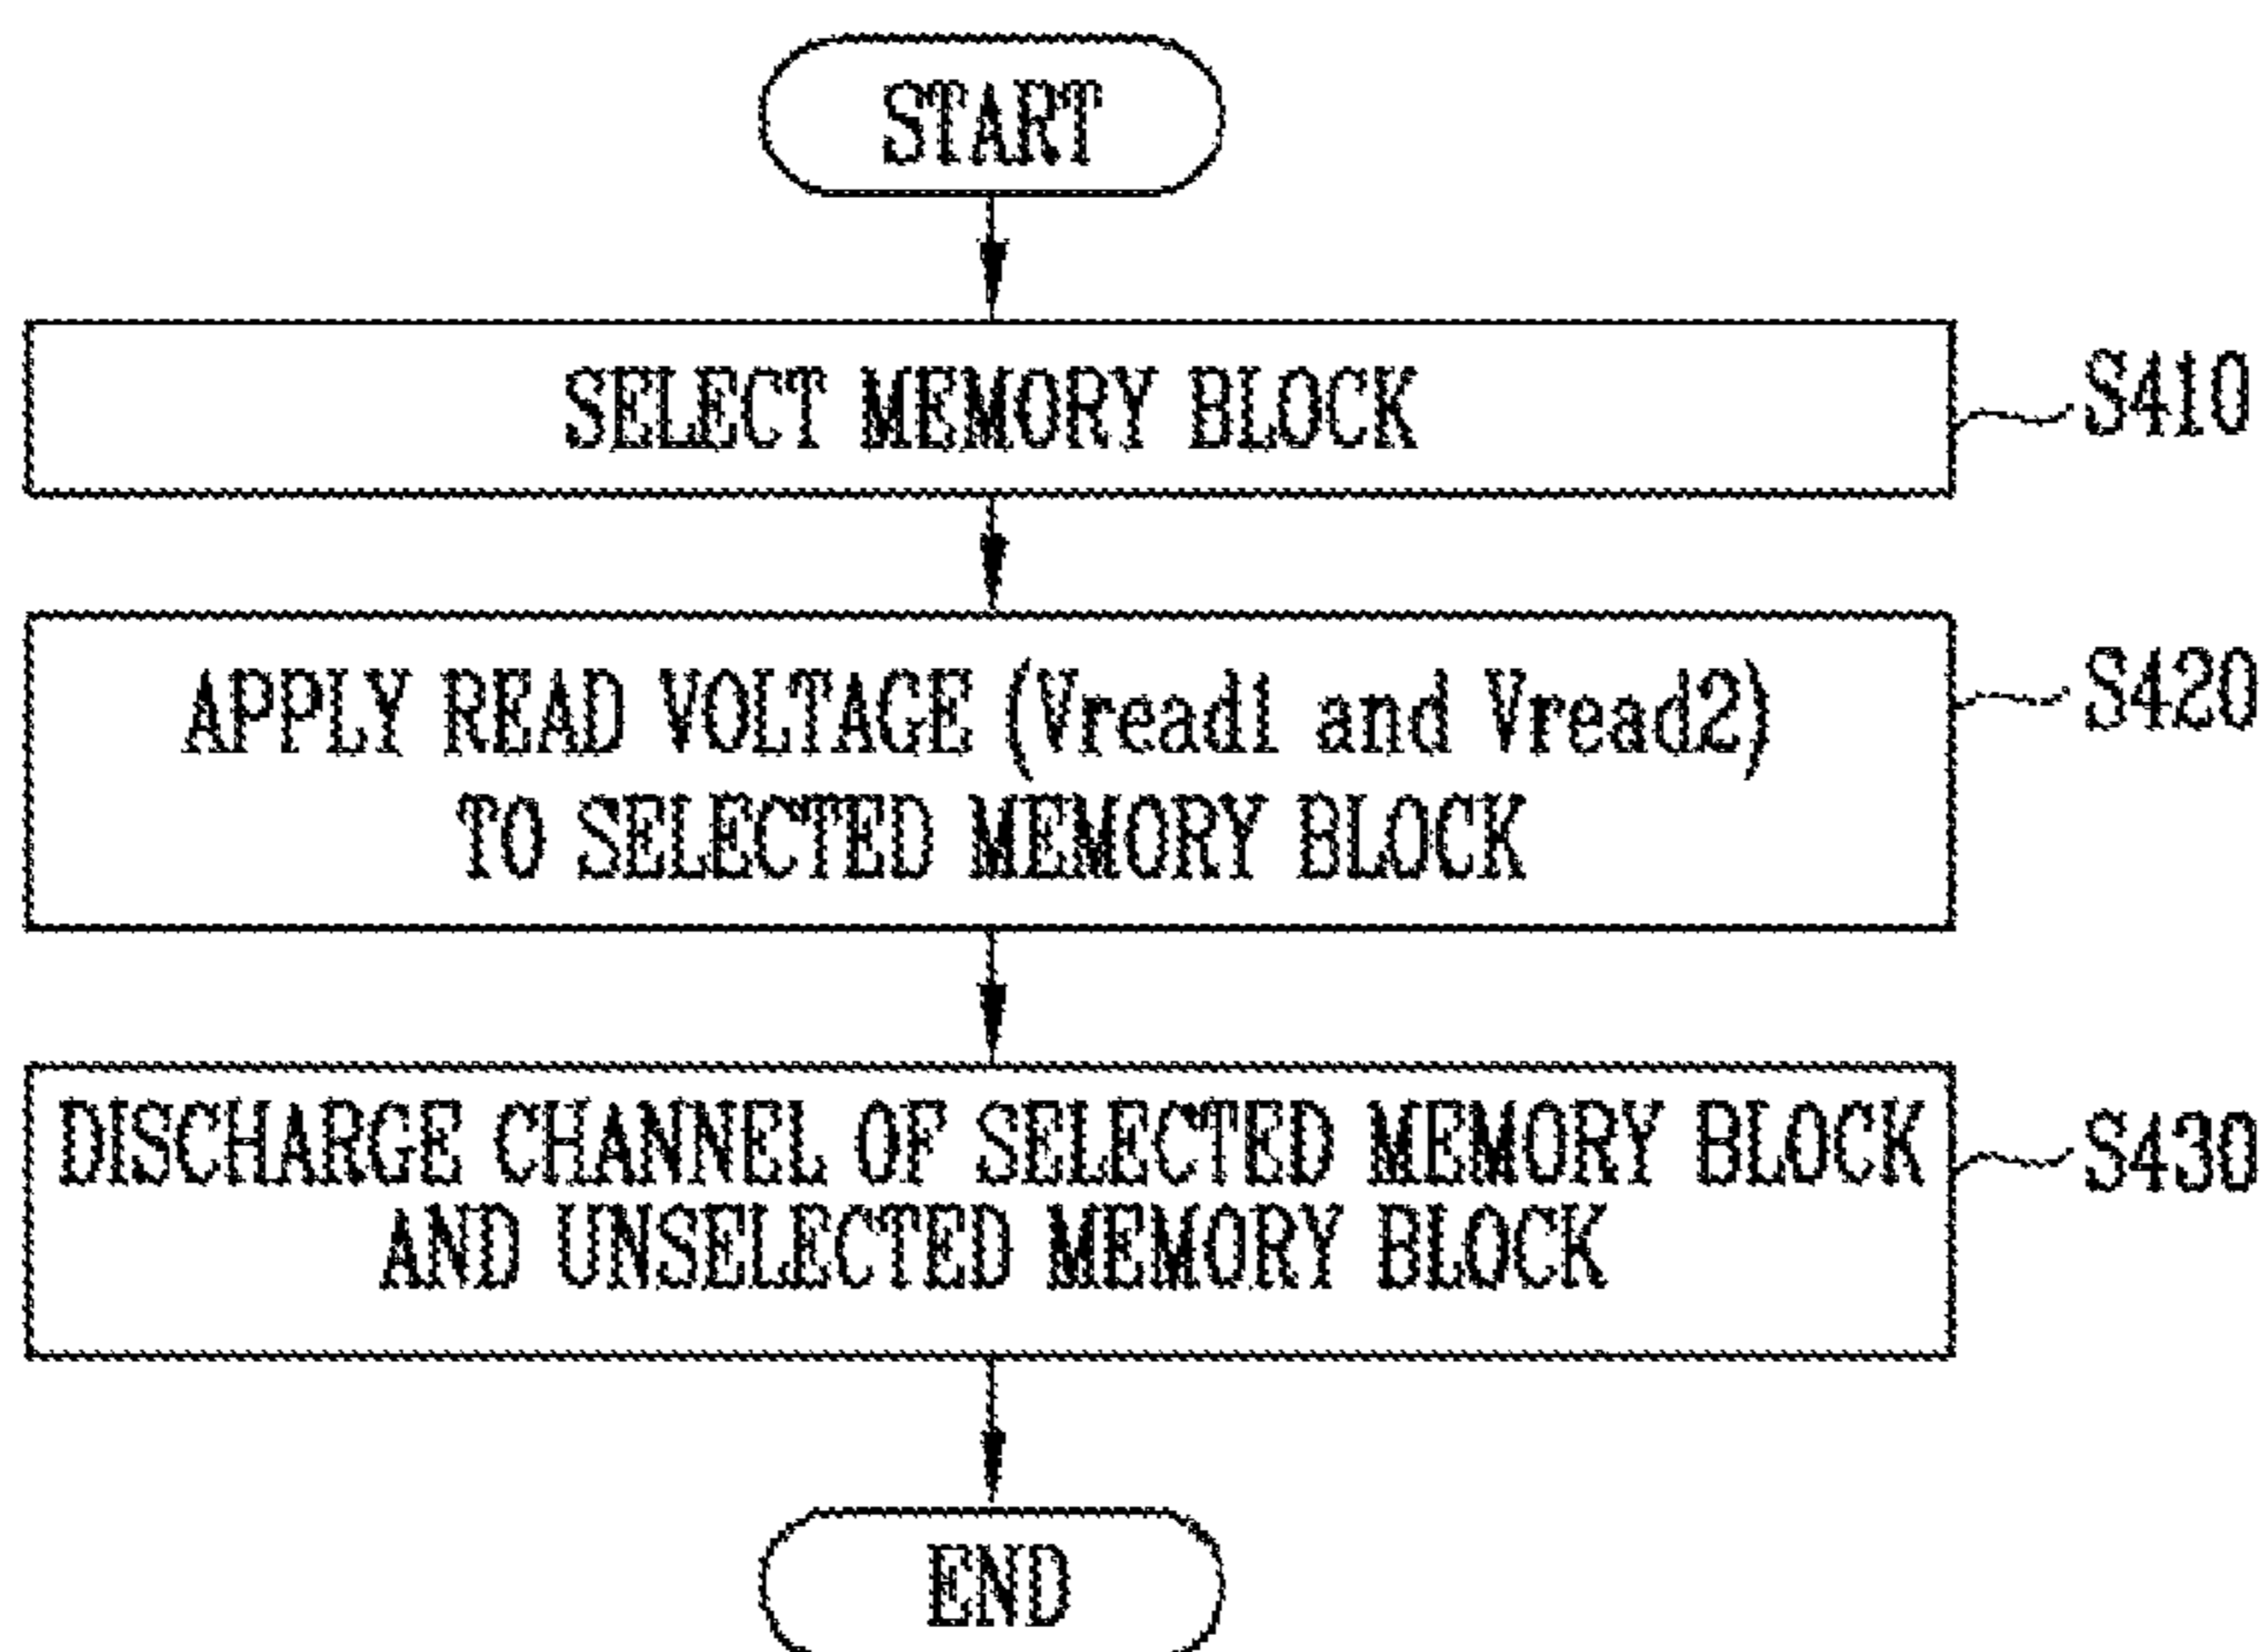 START
SELECT MEMORY BLOCK
S410
APPLY READ VOLTAGE (Vread1 and Vread2)
TO SELECTED MEMORY BLOCK
S420
DISCHARGE CHANNEL OF SELECTED MEMORY BLOCK
AND UNSELECTED MEMORY BLOCK
S430
END